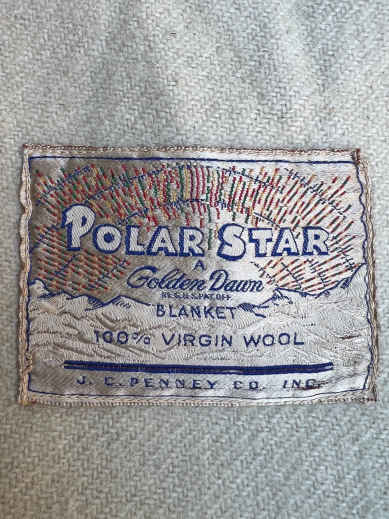 POLAR STAR
A
Golden Dawn
REG. U.S. PAT. OFF.
BLANKET
100% VIRGIN WOOL
J. C. PENNEY CO. INC.